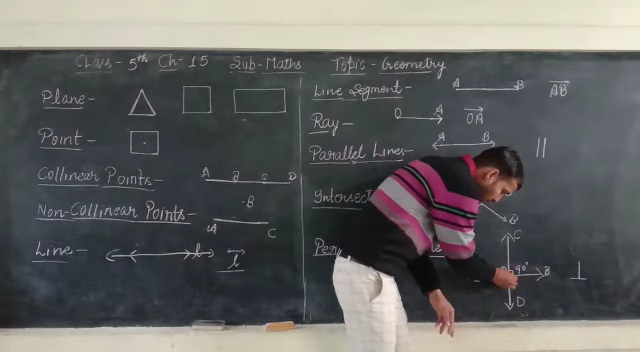 Class - 5th Ch-15 Sub-Maths Topic - Geometry
Plane -
Point -
Collinear Points - A B C D
Non-Collinear Points - A B C
Line - l l
Line Segment - A B AB
Ray - O A OA
Parallel Lines - A B ||
Intersect B
Per C
90° B ⊥
D